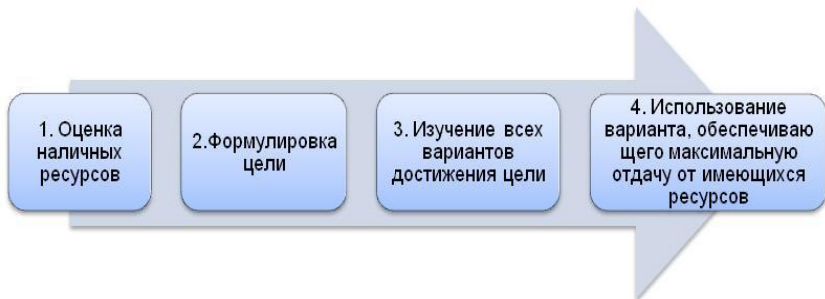 1. Оценка
наличных
ресурсов
2.Формулировка
цели
3. Изучение всех
вариантов
достижения цели
4. Использование
варианта, обеспечиваю
щего максимальную
отдачу от имеющихся
ресурсов